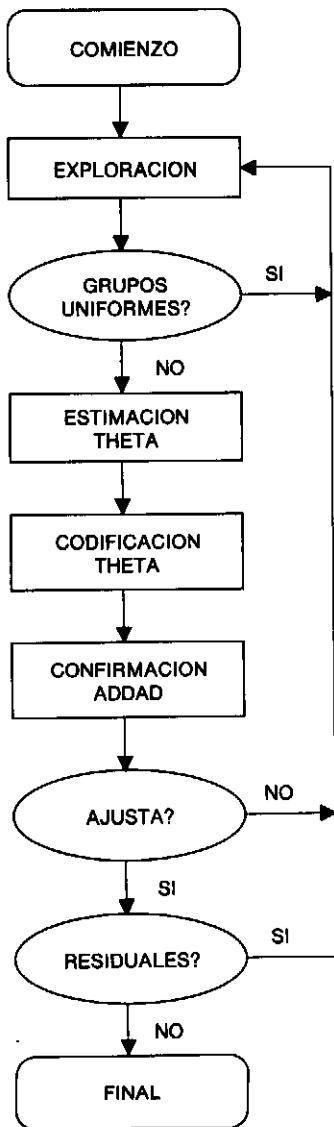 COMIENZO
EXPLORACION
GRUPOS
UNIFORMES?
SI
NO
ESTIMACION
THETA
CODIFICACION
THETA
CONFIRMACION
ADDAD
AJUSTA?
NO
SI
RESIDUALES?
SI
NO
FINAL